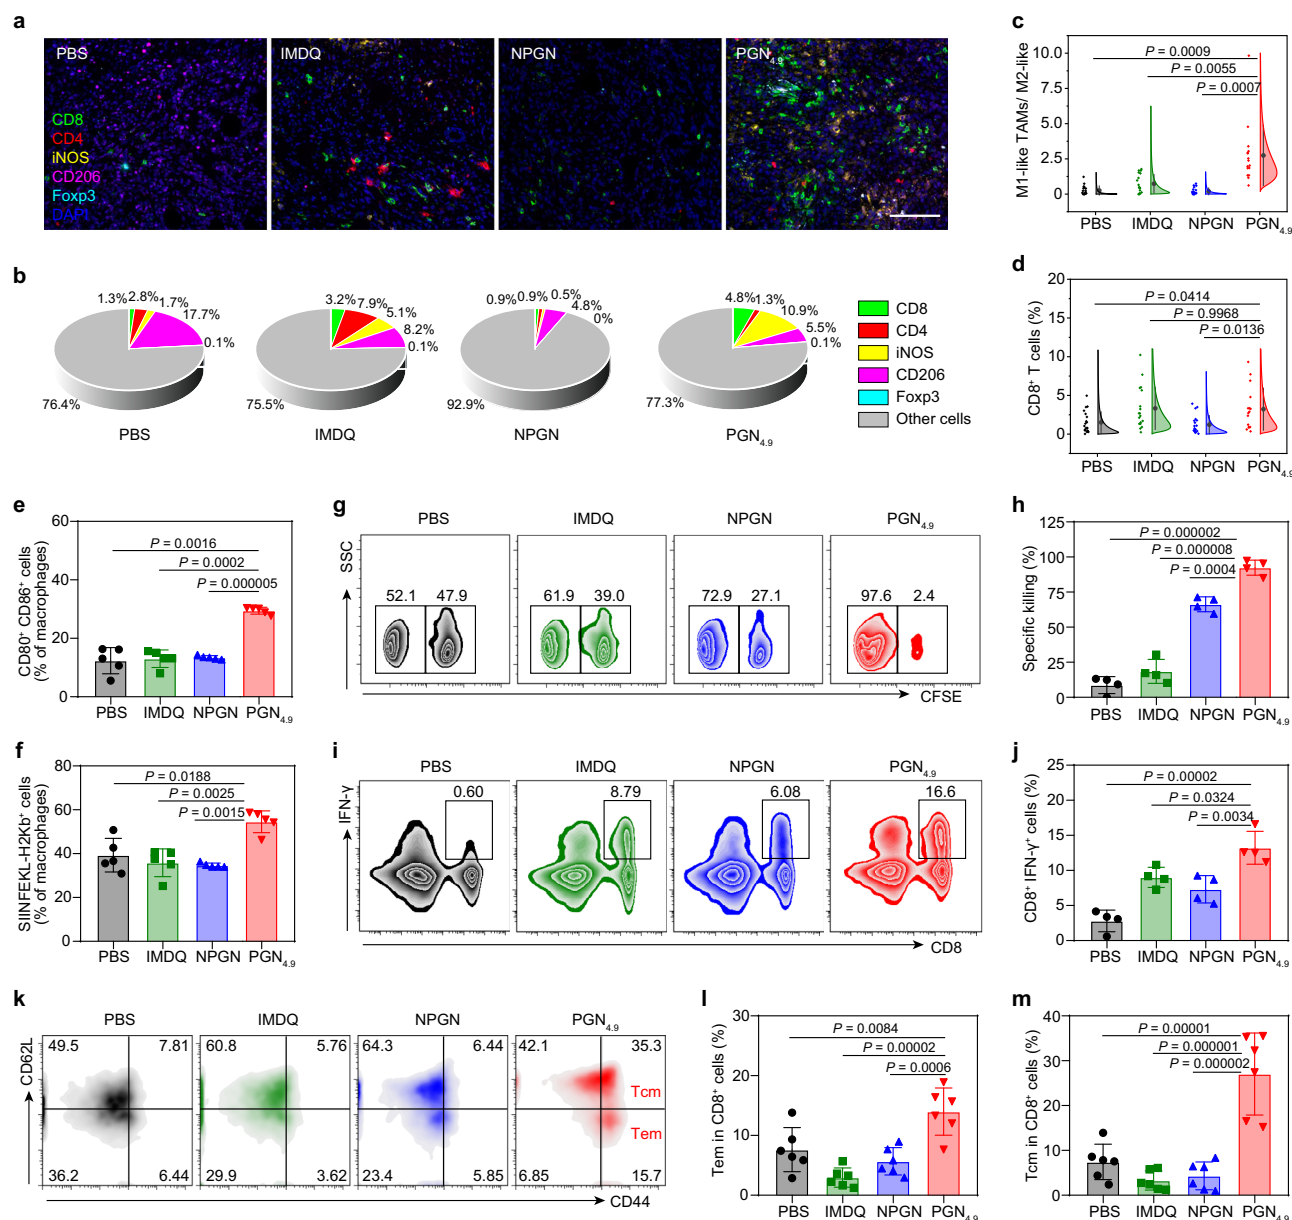 a
PBS
IMDQ
NPGN
PGN4.9
CD8
CD4
iNOS
CD206
Foxp3
DAPI
b
1.3%
2.8%
1.7%
17.7%
0.1%
76.4%
PBS
3.2%
7.9%
5.1%
8.2%
0.1%
75.5%
IMDQ
0.9%
0.9%
0.5%
4.8%
0%
92.9%
NPGN
4.8%
1.3%
10.9%
5.5%
0.1%
77.3%
PGN4.9
CD8
CD4
iNOS
CD206
Foxp3
Other cells
c
M1-like TAMs/ M2-like
10.0
7.5
5.0
2.5
0
P = 0.0009
P = 0.0055
P = 0.0007
PBS IMDQ NPGN PGN4.9
d
CD8+ T cells (%)
20
15
10
5
0
P = 0.0414
P = 0.9968
P = 0.0136
PBS IMDQ NPGN PGN4.9
e
CD80+ CD86+ cells
(% of macrophages)
60
40
20
0
P = 0.0016
P = 0.0002
P = 0.000005
PBS IMDQ NPGN PGN4.9
f
SIINFEKL-H2Kb+ cells
(% of macrophages)
80
60
40
20
0
P = 0.0188
P = 0.0025
P = 0.0015
PBS IMDQ NPGN PGN4.9
g
PBS IMDQ NPGN PGN4.9
SSC
52.1 47.9
61.9 39.0
72.9 27.1
97.6 2.4
CFSE
h
Specific killing (%)
125
100
75
50
25
0
P = 0.000002
P = 0.000008
P = 0.0004
PBS IMDQ NPGN PGN4.9
i
PBS IMDQ NPGN PGN4.9
IFN-γ
0.60
8.79
6.08
16.6
CD8
j
CD8+ IFN-γ+ cells (%)
25
20
15
10
5
0
P = 0.00002
P = 0.0324
P = 0.0034
PBS IMDQ NPGN PGN4.9
k
PBS IMDQ NPGN PGN4.9
CD62L
49.5 7.81
36.2 6.44
60.8 5.76
29.9 3.62
64.3 6.44
23.4 5.85
42.1 35.3
Tcm
Tem
6.85 15.7
CD44
l
Tem in CD8+ cells (%)
30
20
10
0
P = 0.0084
P = 0.00002
P = 0.0006
PBS IMDQ NPGN PGN4.9
m
Tcm in CD8+ cells (%)
40
30
20
10
0
P = 0.00001
P = 0.000001
P = 0.000002
PBS IMDQ NPGN PGN4.9